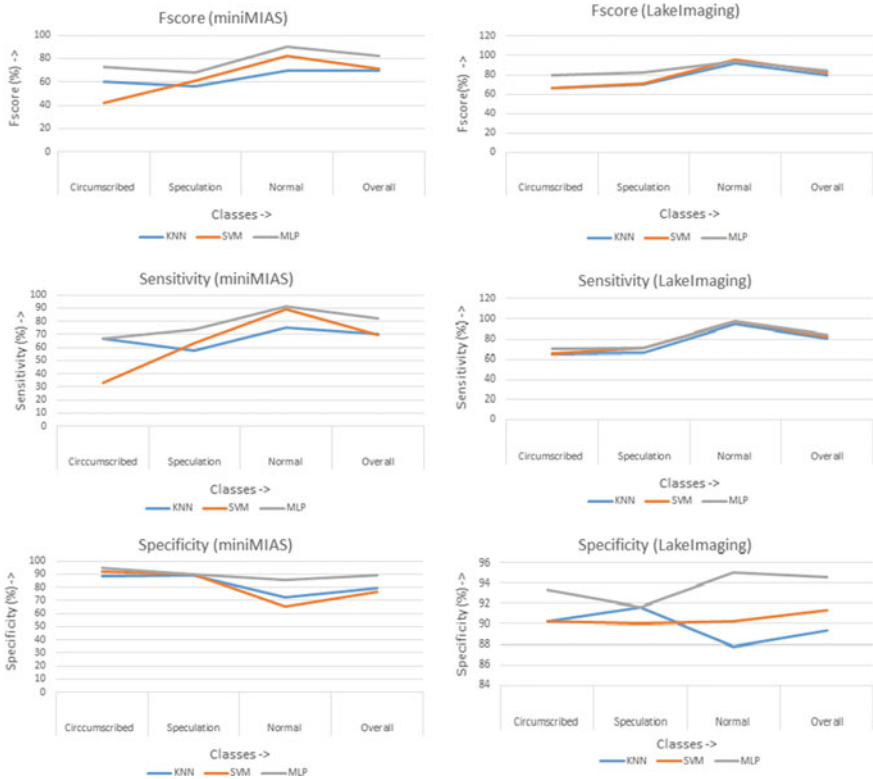 Fscore (miniMIAS)
Fscore (%) ->
100
80
60
40
20
0
Circumscribed Speculation Normal Overall
Classes ->
KNN SVM MLP
Fscore (LakeImaging)
Fscore(%) ->
120
100
80
60
40
20
0
Circumscribed Speculation Normal Overall
Classes ->
KNN SVM MLP
Sensitivity (miniMIAS)
Sensitivity (%) ->
100
90
80
70
60
50
40
30
20
10
0
Circcumscribed Speculation Normal Overall
Classes ->
KNN SVM MLP
Sensitivity (LakeImaging)
Sensitivity (%) ->
120
100
80
60
40
20
0
Circumscribed Speculation Normal Overall
Classes ->
KNN SVM MLP
Specificity (miniMIAS)
Specificity (%) ->
100
90
80
70
60
50
40
30
20
10
0
Circcumscribed Speculation Normal Overall
Classes ->
KNN SVM MLP
Specificity (LakeImaging)
Specificity (%) ->
96
94
92
90
88
86
84
Circumscribed Speculation Normal Overall
Classes ->
KNN SVM MLP